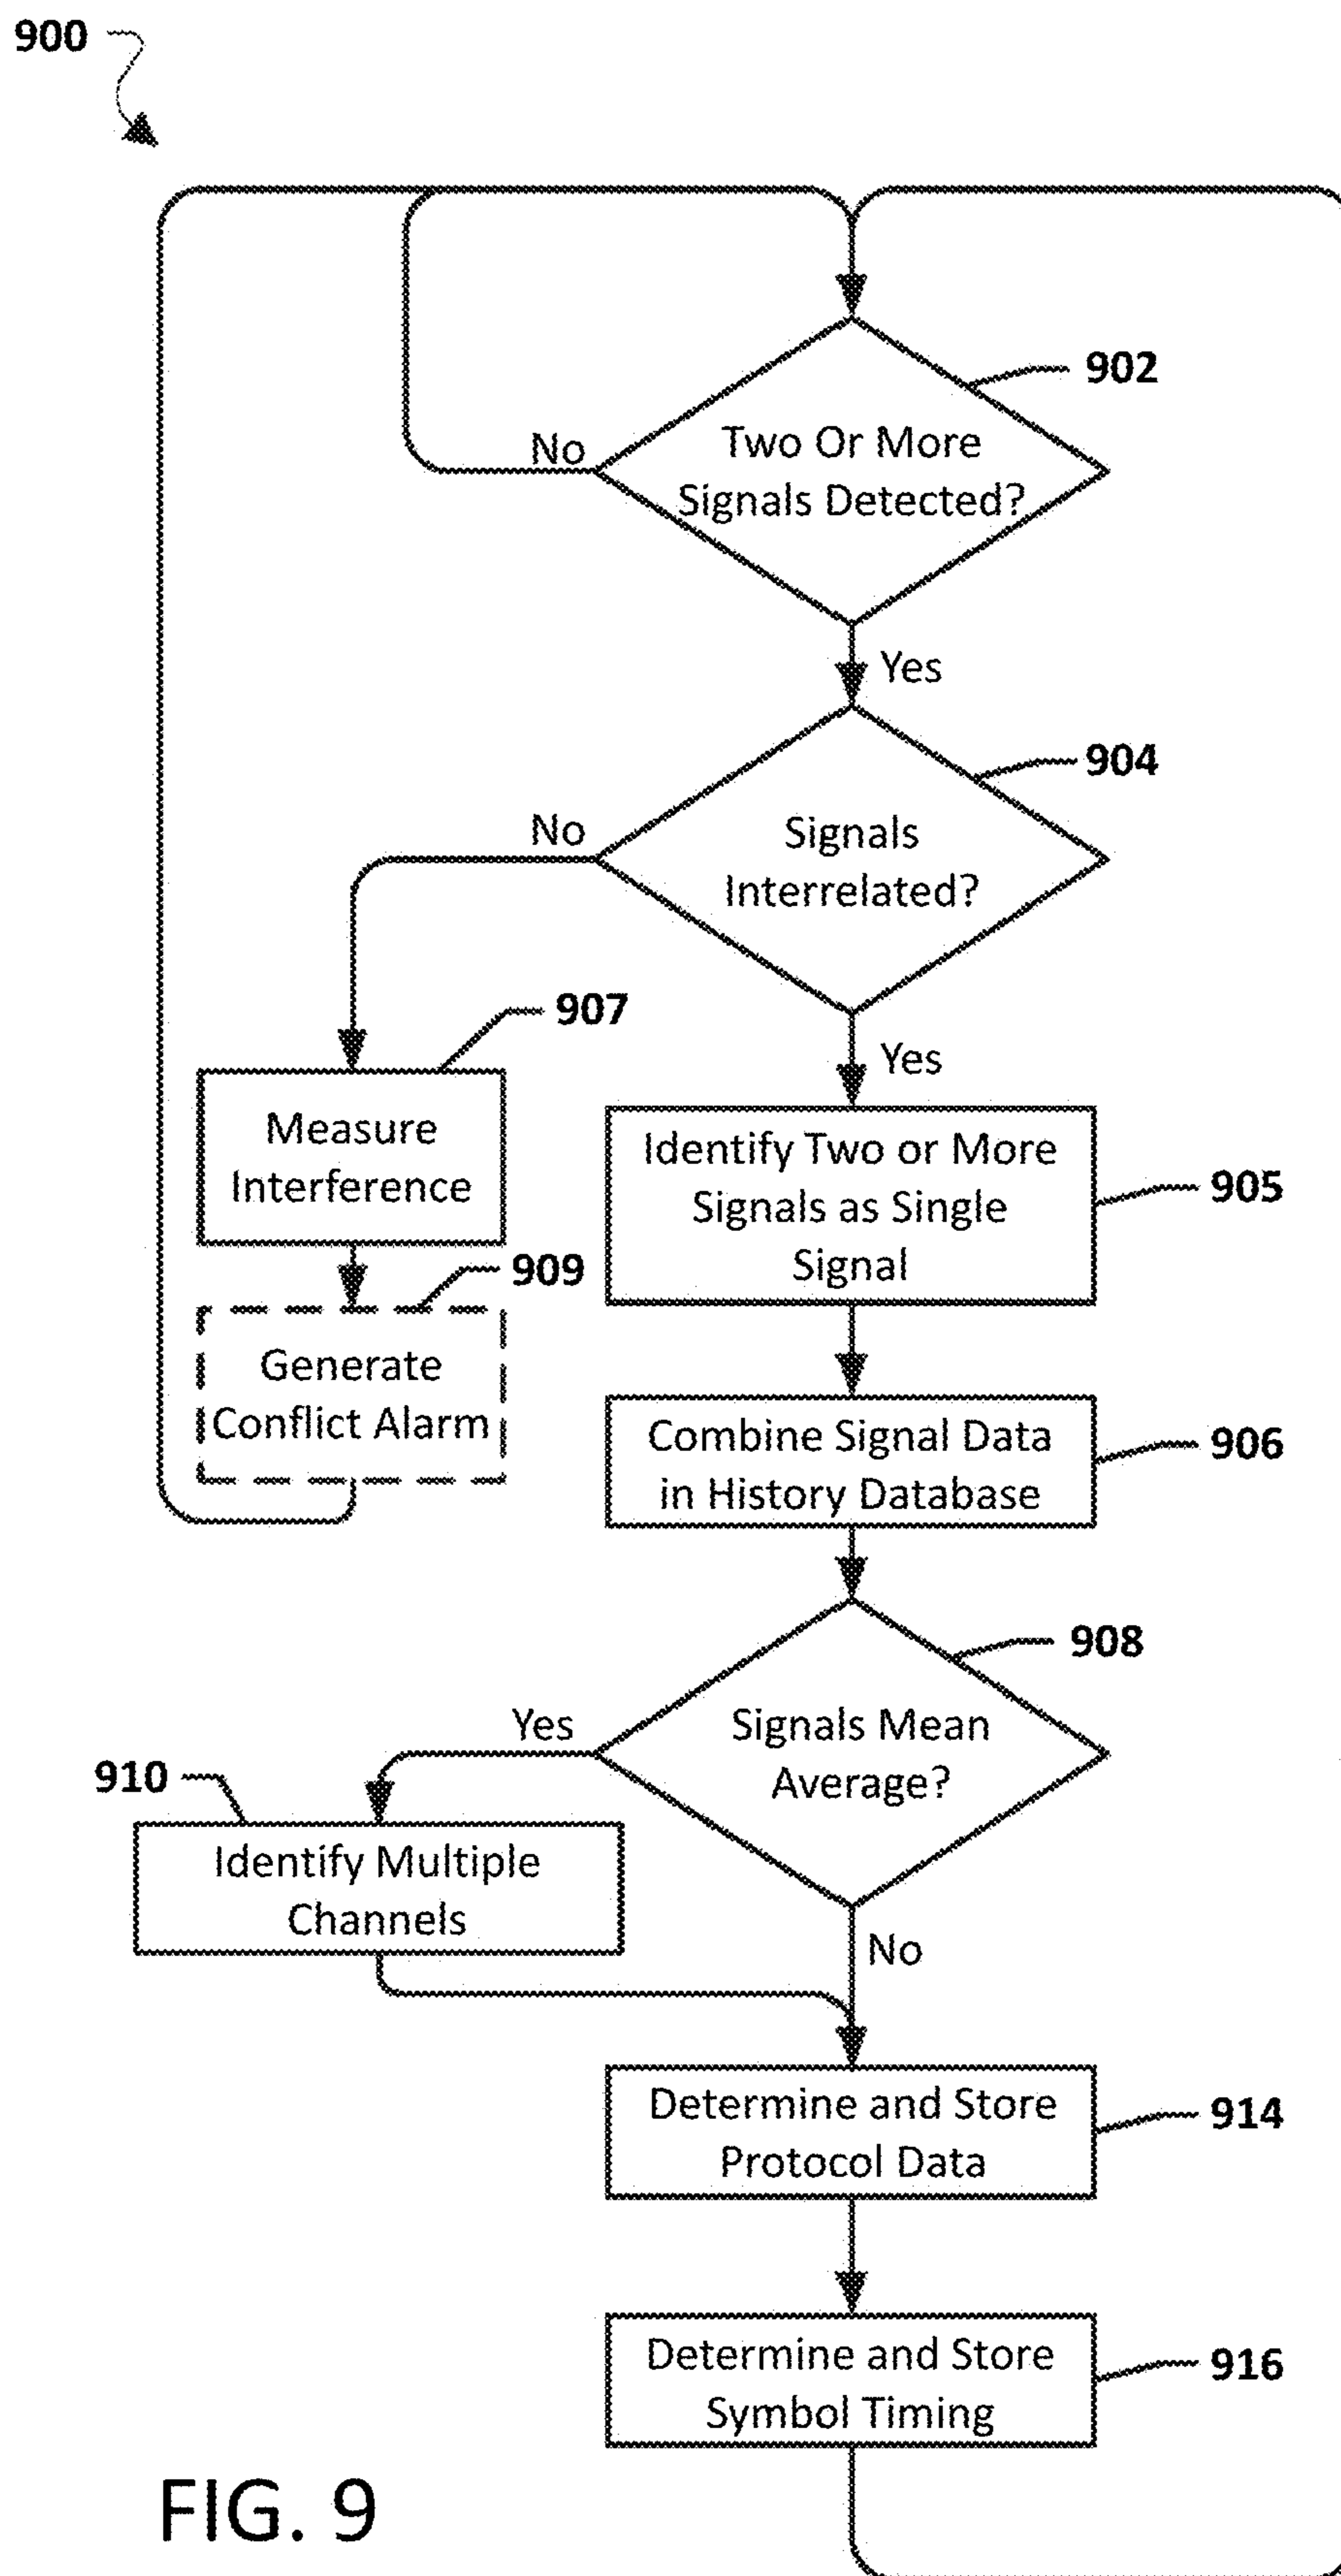 900
902
Two Or More
Signals Detected?
No
Yes
904
Signals
Interrelated?
No
Yes
907
Measure
Interference
909
Generate
Conflict Alarm
Identify Two or More
Signals as Single
Signal
905
Combine Signal Data
in History Database
906
908
Signals Mean
Average?
Yes
No
910
Identify Multiple
Channels
Determine and Store
Protocol Data
914
Determine and Store
Symbol Timing
916
FIG. 9